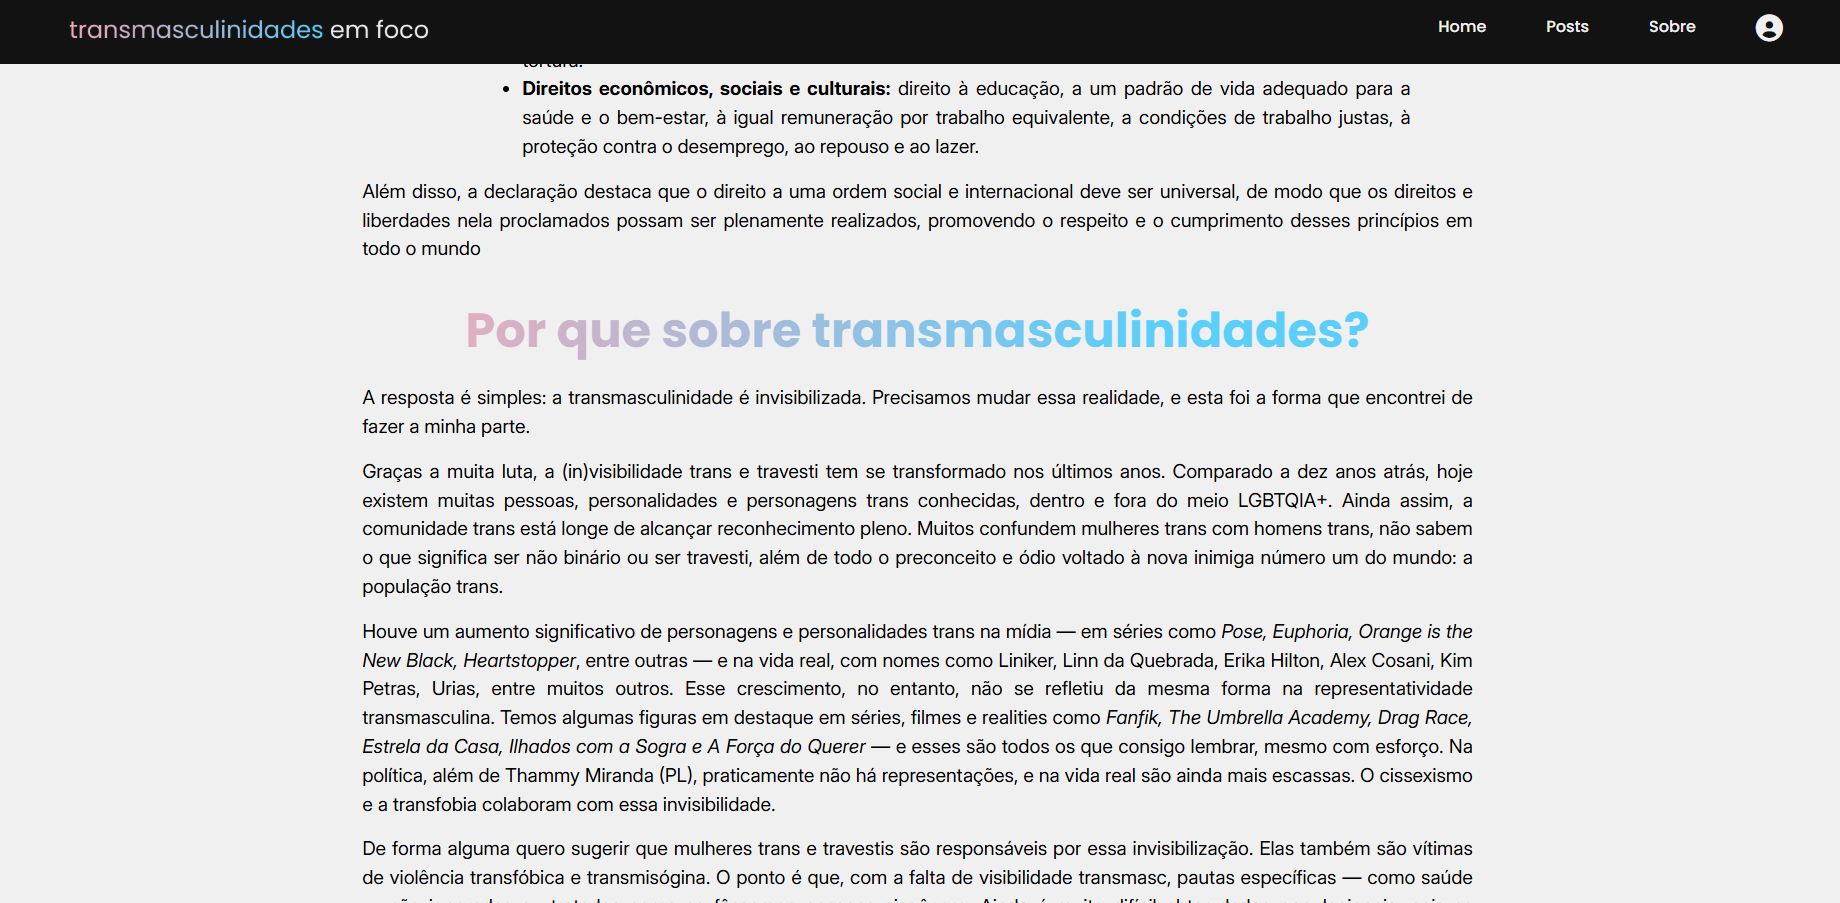 transmasculinidades em foco
Home
Posts
Sobre
tortura.
• Direitos econômicos, sociais e culturais: direito à educação, a um padrão de vida adequado para a
saúde e o bem-estar, à igual remuneração por trabalho equivalente, a condições de trabalho justas, à
proteção contra o desemprego, ao repouso e ao lazer.
Além disso, a declaração destaca que o direito a uma ordem social e internacional deve ser universal, de modo que os direitos e
liberdades nela proclamados possam ser plenamente realizados, promovendo o respeito e o cumprimento desses princípios em
todo o mundo
Por que sobre transmasculinidades?
A resposta é simples: a transmasculinidade é invisibilizada. Precisamos mudar essa realidade, e esta foi a forma que encontrei de
fazer a minha parte.
Graças a muita luta, a (in)visibilidade trans e travesti tem se transformado nos últimos anos. Comparado a dez anos atrás, hoje
existem muitas pessoas, personalidades e personagens trans conhecidas, dentro e fora do meio LGBTQIA+. Ainda assim, a
comunidade trans está longe de alcançar reconhecimento pleno. Muitos confundem mulheres trans com homens trans, não sabem
o que significa ser não binário ou ser travesti, além de todo o preconceito e ódio voltado à nova inimiga número um do mundo: a
população trans.
Houve um aumento significativo de personagens e personalidades trans na mídia — em séries como Pose, Euphoria, Orange is the
New Black, Heartstopper, entre outras — e na vida real, com nomes como Liniker, Linn da Quebrada, Erika Hilton, Alex Cosani, Kim
Petras, Urias, entre muitos outros. Esse crescimento, no entanto, não se refletiu da mesma forma na representatividade
transmasculina. Temos algumas figuras em destaque em séries, filmes e realities como Fanfik, The Umbrella Academy, Drag Race,
Estrela da Casa, Ilhados com a Sogra e A Força do Querer — e esses são todos os que consigo lembrar, mesmo com esforço. Na
política, além de Thammy Miranda (PL), praticamente não há representações, e na vida real são ainda mais escassas. O cissexismo
e a transfobia colaboram com essa invisibilidade.
De forma alguma quero sugerir que mulheres trans e travestis são responsáveis por essa invisibilização. Elas também são vítimas
de violência transfóbica e transmisógina. O ponto é que, com a falta de visibilidade transmasc, pautas específicas — como saúde